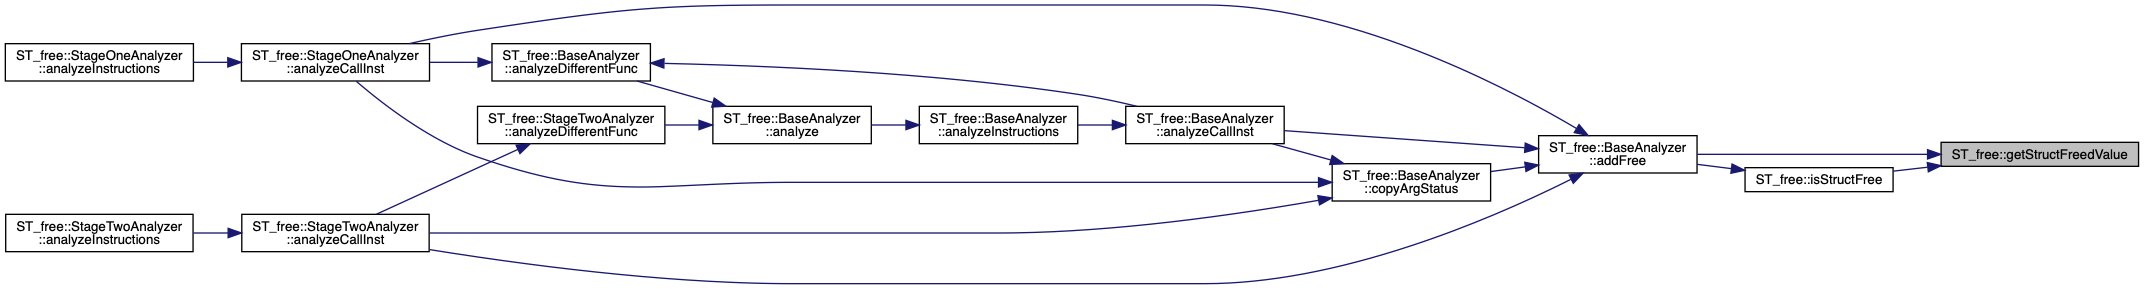 ST_free::StageOneAnalyzer
::analyzeInstructions
ST_free::StageOneAnalyzer
::analyzeCallInst
ST_free::BaseAnalyzer
::analyzeDifferentFunc
ST_free::StageTwoAnalyzer
::analyzeDifferentFunc
ST_free::BaseAnalyzer
::analyze
ST_free::BaseAnalyzer
::analyzeInstructions
ST_free::BaseAnalyzer
::analyzeCallInst
ST_free::BaseAnalyzer
::copyArgStatus
ST_free::BaseAnalyzer
::addFree
ST_free::isStructFree
ST_free::getStructFreedValue
ST_free::StageTwoAnalyzer
::analyzeInstructions
ST_free::StageTwoAnalyzer
::analyzeCallInst